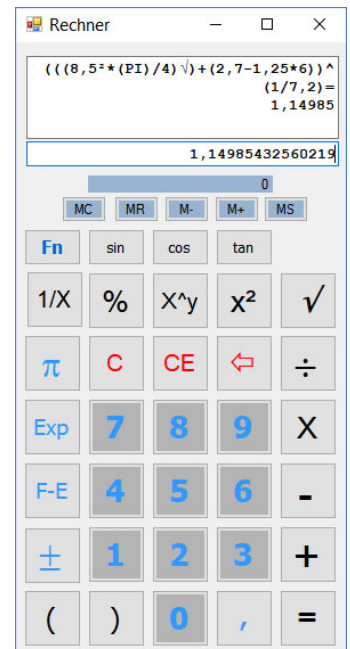 Rechner
(((8,5²*(PI)/4)√)+(2,7-1,25*6))^
(1/7,2)=
1,14985
1,14985432560219
0
MC MR M- M+ MS
Fn sin cos tan
1/X % X^y x² √
π C CE ⇦ ÷
Exp 7 8 9 X
F-E 4 5 6 -
± 1 2 3 +
( ) 0 , =